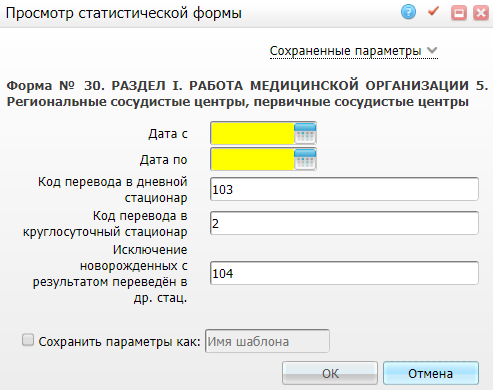 Просмотр статистической формы
Сохраненные параметры
Форма № 30. РАЗДЕЛ I. РАБОТА МЕДИЦИНСКОЙ ОРГАНИЗАЦИИ 5.
Региональные сосудистые центры, первичные сосудистые центры
Дата с
Дата по
Код перевода в дневной
стационар
103
Код перевода в
круглосуточный стационар
2
Исключение
новорожденных с
результатом переведён в
др. стац.
104
Сохранить параметры как: Имя шаблона
ОК Отмена